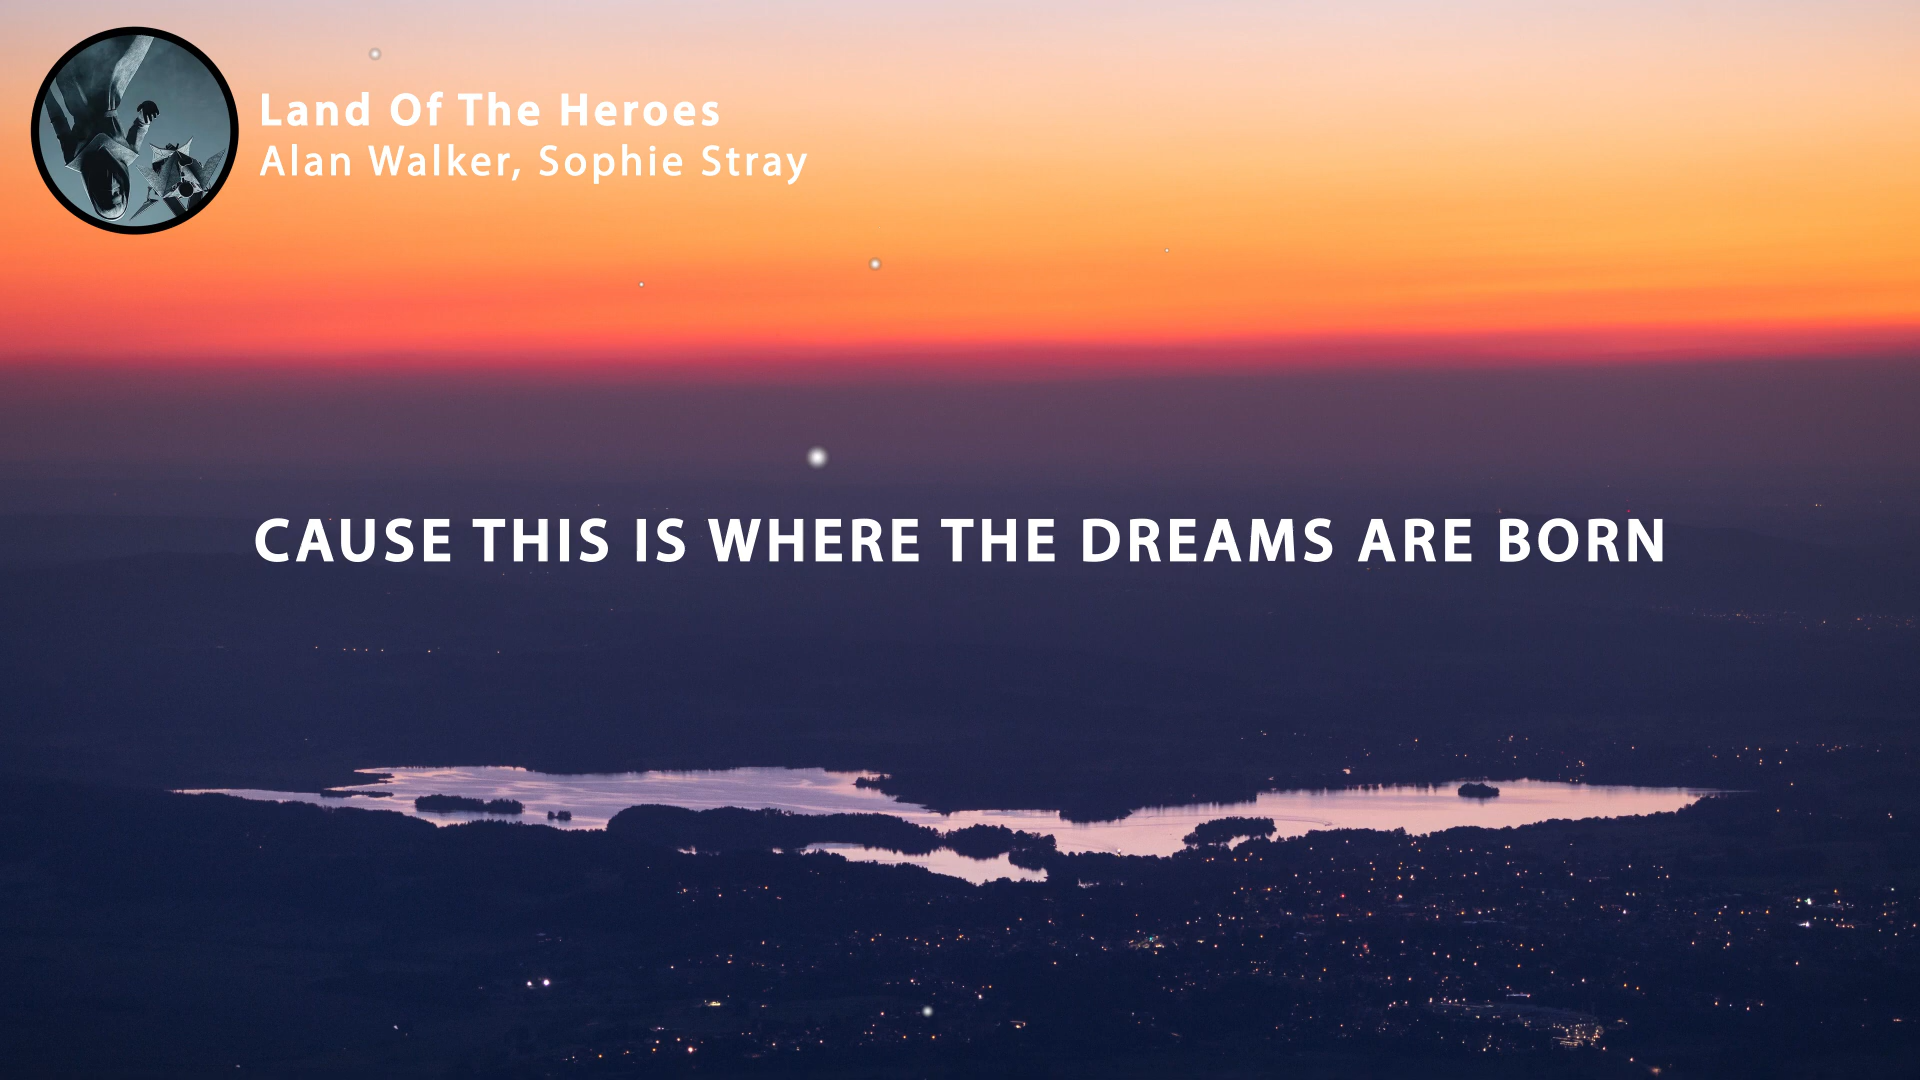 Land Of The Heroes
Alan Walker, Sophie Stray
CAUSE THIS IS WHERE THE DREAMS ARE BORN